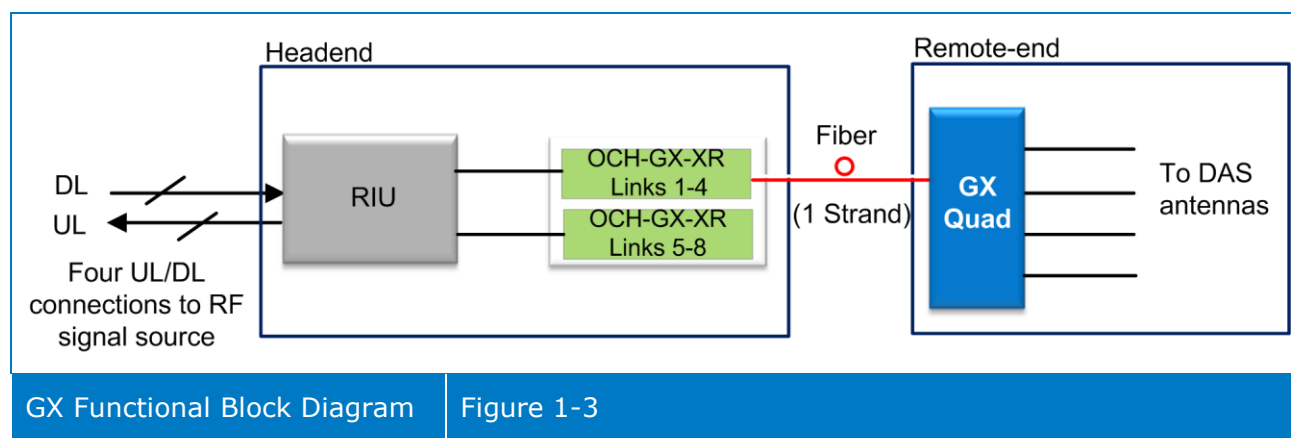 Headend
Remote-end
DL
UL
Four UL/DL
connections to RF
signal source
RIU
OCH-GX-XR
Links 1-4
OCH-GX-XR
Links 5-8
Fiber
(1 Strand)
GX
Quad
To DAS
antennas
GX Functional Block Diagram
Figure 1-3